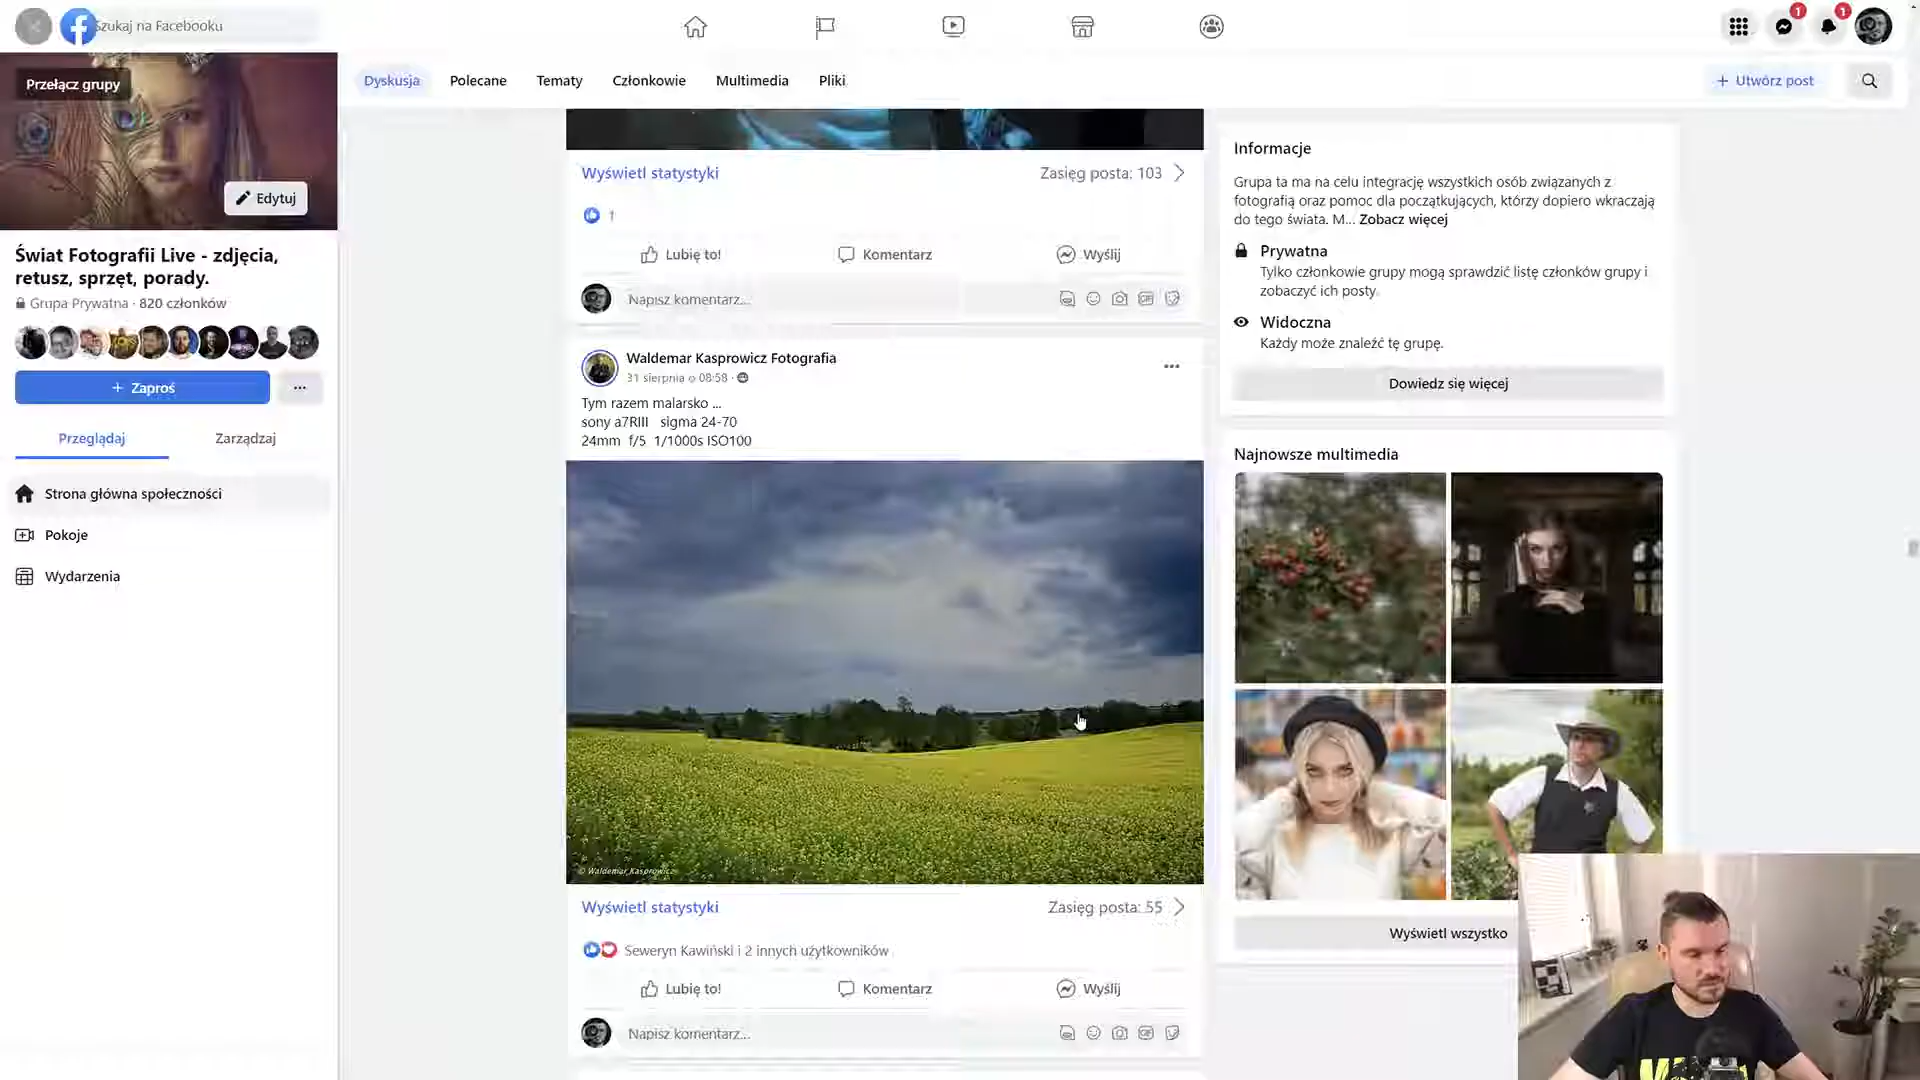 Szukaj na Facebooku
1
1
Przełącz grupy
Edytuj
Świat Fotografii Live - zdjęcia,
retusz, sprzęt, porady.
Grupa Prywatna · 820 członków
+ Zaproś
...
Przeglądaj
Zarządzaj
Strona główna społeczności
Pokoje
Wydarzenia
Dyskusja
Polecane
Tematy
Członkowie
Multimedia
Pliki
+ Utwórz post
Wyświetl statystyki
Zasięg posta: 103
1
Lubię to!
Komentarz
Wyślij
Napisz komentarz...
Waldemar Kasprowicz Fotografia
31 sierpnia o 08:58 ·
Tym razem malarsko ...
sony a7RIII sigma 24-70
24mm f/5 1/1000s ISO100
© Waldemar Kasprowicz
Wyświetl statystyki
Zasięg posta: 55
Seweryn Kawiński i 2 innych użytkowników
Lubię to!
Komentarz
Wyślij
Napisz komentarz...
Informacje
Grupa ta ma na celu integrację wszystkich osób związanych z
fotografią oraz pomoc dla początkujących, którzy dopiero wkraczają
do tego świata. M... Zobacz więcej
Prywatna
Tylko członkowie grupy mogą sprawdzić listę członków grupy i
zobaczyć ich posty.
Widoczna
Każdy może znaleźć tę grupę.
Dowiedz się więcej
Najnowsze multimedia
Wyświetl wszystko